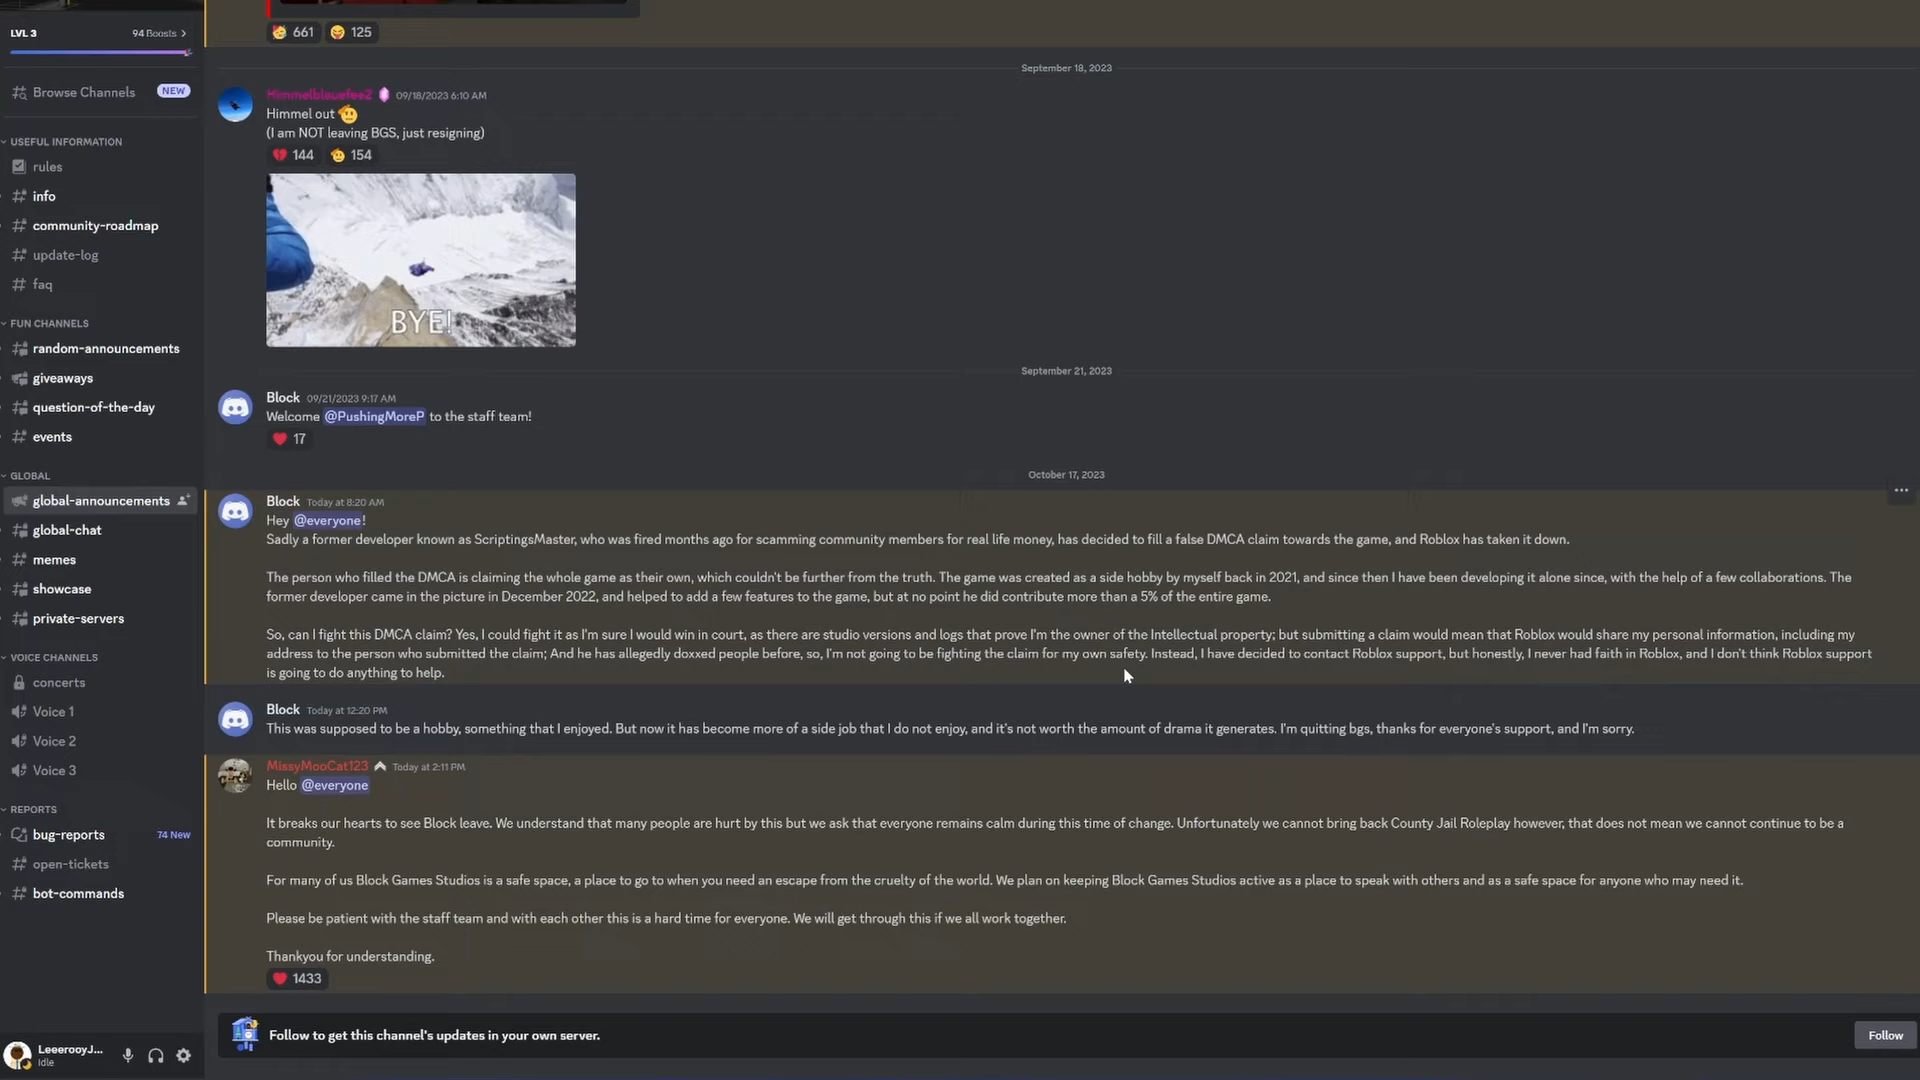 LVL 3
94 Boosts
Browse Channels
NEW
USEFUL INFORMATION
rules
info
community-roadmap
update-log
faq
FUN CHANNELS
random-announcements
giveaways
question-of-the-day
events
GLOBAL
global-announcements
global-chat
memes
showcase
private-servers
VOICE CHANNELS
concerts
Voice 1
Voice 2
Voice 3
REPORTS
bug-reports
74 New
open-tickets
bot-commands
LeeerooyJ...
Idle
661 125
September 18, 2023
Himmelblauefee2 09/18/2023 6:10 AM
Himmel out
(I am NOT leaving BGS, just resigning)
144 154
BYE!
September 21, 2023
Block 09/21/2023 9:17 AM
Welcome @PushingMoreP to the staff team!
17
October 17, 2023
Block Today at 8:20 AM
Hey @everyone!
Sadly a former developer known as ScriptingsMaster, who was fired months ago for scamming community members for real life money, has decided to fill a false DMCA claim towards the game, and Roblox has taken it down.
The person who filled the DMCA is claiming the whole game as their own, which couldn't be further from the truth. The game was created as a side hobby by myself back in 2021, and since then I have been developing it alone since, with the help of a few collaborations. The
former developer came in the picture in December 2022, and helped to add a few features to the game, but at no point he did contribute more than a 5% of the entire game.
So, can I fight this DMCA claim? Yes, I could fight it as I'm sure I would win in court, as there are studio versions and logs that prove I'm the owner of the Intellectual property; but submitting a claim would mean that Roblox would share my personal information, including my
address to the person who submitted the claim; And he has allegedly doxxed people before, so, I'm not going to be fighting the claim for my own safety. Instead, I have decided to contact Roblox support, but honestly, I never had faith in Roblox, and I don't think Roblox support
is going to do anything to help.
Block Today at 12:20 PM
This was supposed to be a hobby, something that I enjoyed. But now it has become more of a side job that I do not enjoy, and it's not worth the amount of drama it generates. I'm quitting bgs, thanks for everyone's support, and I'm sorry.
MissyMooCat123 Today at 2:11 PM
Hello @everyone
It breaks our hearts to see Block leave. We understand that many people are hurt by this but we ask that everyone remains calm during this time of change. Unfortunately we cannot bring back County Jail Roleplay however, that does not mean we cannot continue to be a
community.
For many of us Block Games Studios is a safe space, a place to go to when you need an escape from the cruelty of the world. We plan on keeping Block Games Studios active as a place to speak with others and as a safe space for anyone who may need it.
Please be patient with the staff team and with each other this is a hard time for everyone. We will get through this if we all work together.
Thankyou for understanding.
1433
Follow to get this channel's updates in your own server.
Follow